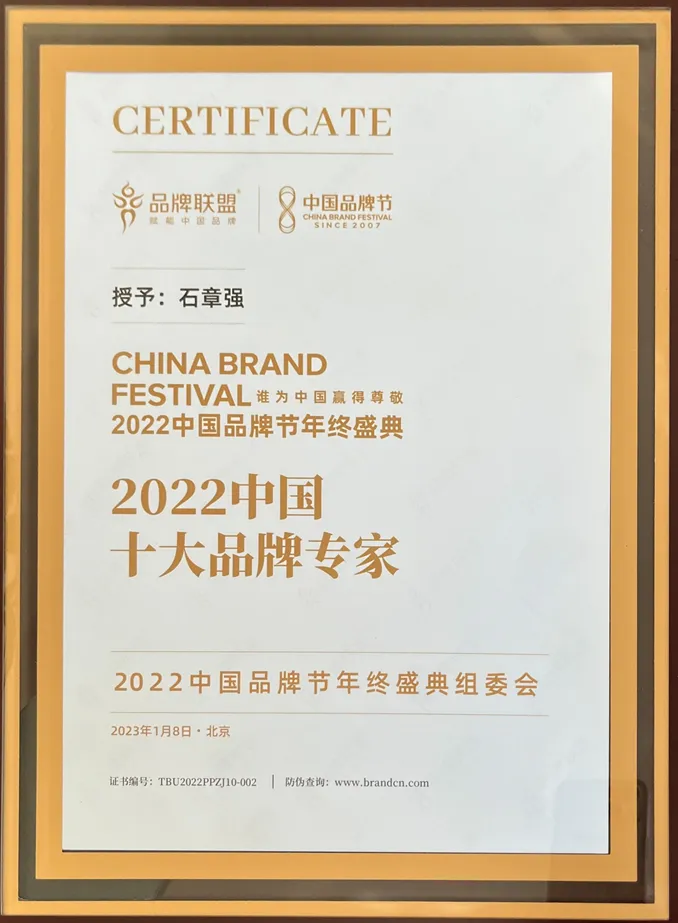 CERTIFICATE
品牌联盟®
赋能中国品牌
中国品牌节
CHINA BRAND FESTIVAL
SINCE 2007
授予：石章强
CHINA BRAND
FESTIVAL 谁为中国赢得尊敬
2022中国品牌节年终盛典
2022中国
十大品牌专家
2022中国品牌节年终盛典组委会
2023年1月8日·北京
证书编号：TBU2022PPZJ10-002 | 防伪查询：www.brandcn.com